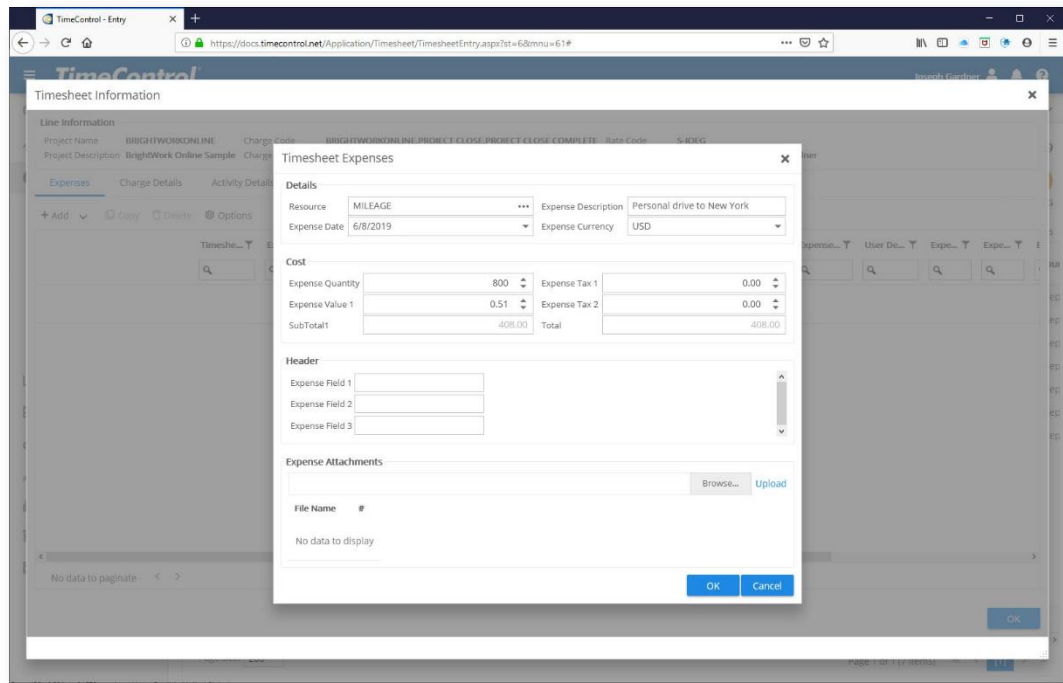 TimeControl - Entry
https://docs.timecontrol.net/Application/Timesheet/TimesheetEntry.aspx?st=6&mnu=61#
TimeControl
Joseph Gardner
Timesheet Information
Line Information
Project Name BRIGHTWORKONLINE Charge Code BRIGHTWORKONLINE.PROJECT CLOSE.PROJECT CLOSE COMPLETE Rate Code S-JOEG
Project Description BrightWork Online Sample Charge
Timesheet Expenses
Expenses Charge Details Activity Details
+ Add Copy Delete Options
Timeshe... Expense... User De... Expe... Expe...
Details
Resource MILEAGE ... Expense Description Personal drive to New York
Expense Date 6/8/2019 Expense Currency USD
Cost
Expense Quantity 800 Expense Tax 1 0.00
Expense Value 1 0.51 Expense Tax 2 0.00
SubTotal1 408.00 Total 408.00
Header
Expense Field 1
Expense Field 2
Expense Field 3
Expense Attachments
Browse... Upload
File Name #
No data to display
No data to paginate
OK Cancel
OK
Page 1 of 1 (7 items) [1]